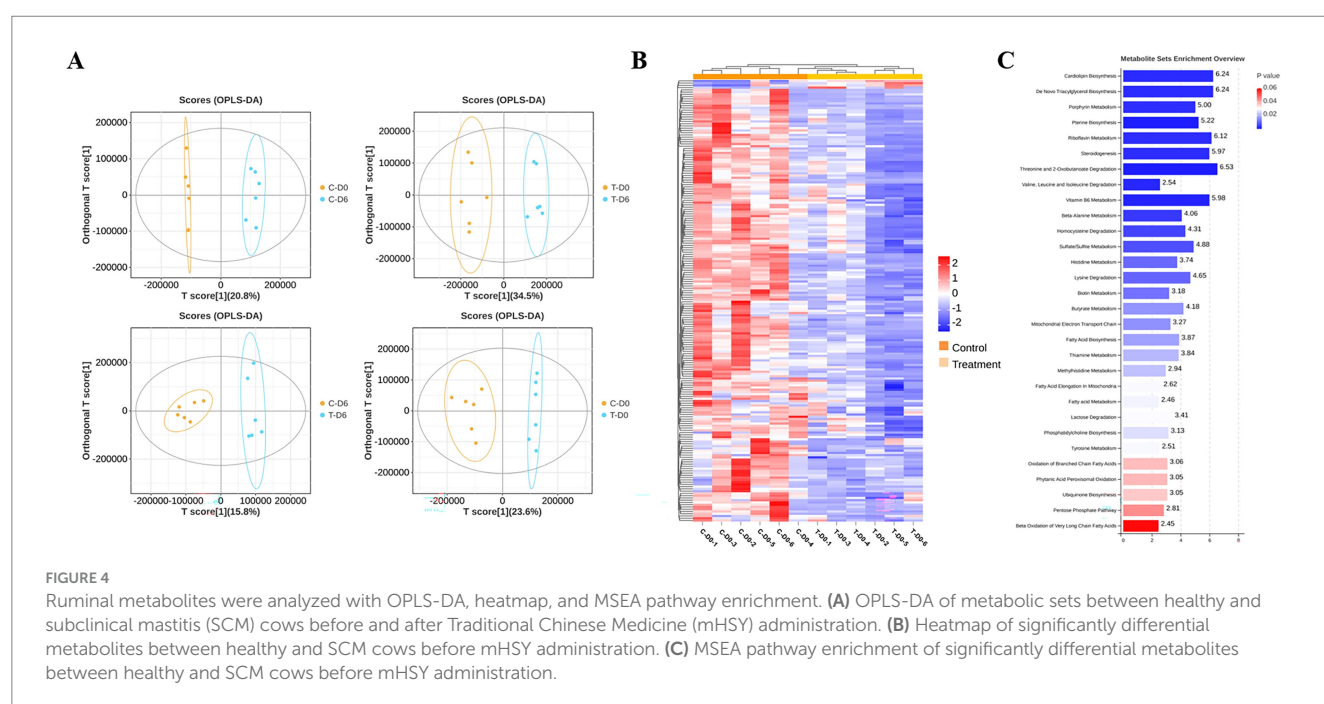 A
Scores (OPLS-DA)
Orthogonal T score[1]
200000
100000
0
-100000
-200000
-200000
0
200000
T score[1](20.8%)
C-D0
C-D6
Scores (OPLS-DA)
Orthogonal T score[1]
200000
100000
0
-100000
-200000
-200000
0
200000
T score[1](34.5%)
T-D0
T-D6
Scores (OPLS-DA)
Orthogonal T score[1]
200000
0
-200000
-200000
-100000
0
100000
200000
T score[1](15.8%)
C-D6
T-D6
Scores (OPLS-DA)
Orthogonal T score[1]
200000
100000
0
-100000
-200000
-200000
0
200000
T score[1](23.6%)
C-D0
T-D0
B
C-D0-1
C-D0-3
C-D0-2
C-D0-5
C-D0-6
C-D0-4
T-D0-1
T-D0-3
T-D0-4
T-D0-2
T-D0-5
T-D0-6
2
1
0
-1
-2
Control
Treatment
C
Metabolite Sets Enrichment Overview
Cardiolipin Biosynthesis 6.24
De Novo Triacylglycerol Biosynthesis 6.24
Porphyrin Metabolism 5.00
Pterine Biosynthesis 5.22
Riboflavin Metabolism 6.12
Steroidogenesis 5.97
Threonine and 2-Oxobutanoate Degradation 6.53
Valine, Leucine and Isoleucine Degradation 2.54
Vitamin B6 Metabolism 5.98
Beta-Alanine Metabolism 4.06
Homocysteine Degradation 4.31
Sulfate/Sulfite Metabolism 4.88
Histidine Metabolism 3.74
Lysine Degradation 4.65
Biotin Metabolism 3.18
Butyrate Metabolism 4.18
Mitochondrial Electron Transport Chain 3.27
Fatty Acid Biosynthesis 3.87
Thiamine Metabolism 3.84
Methylhistidine Metabolism 2.94
Fatty Acid Elongation In Mitochondria 2.62
Fatty acid Metabolism 2.46
Lactose Degradation 3.41
Phosphatidylcholine Biosynthesis 3.13
Tyrosine Metabolism 2.51
Oxidation of Branched Chain Fatty Acids 3.06
Phytanic Acid Peroxisomal Oxidation 3.05
Ubiquinone Biosynthesis 3.05
Pentose Phosphate Pathway 2.81
Beta Oxidation of Very Long Chain Fatty Acids 2.45
0 2 4 6 8
P value
0.06
0.04
0.02
FIGURE 4
Ruminal metabolites were analyzed with OPLS-DA, heatmap, and MSEA pathway enrichment. (A) OPLS-DA of metabolic sets between healthy and
subclinical mastitis (SCM) cows before and after Traditional Chinese Medicine (mHSY) administration. (B) Heatmap of significantly differential
metabolites between healthy and SCM cows before mHSY administration. (C) MSEA pathway enrichment of significantly differential metabolites
between healthy and SCM cows before mHSY administration.